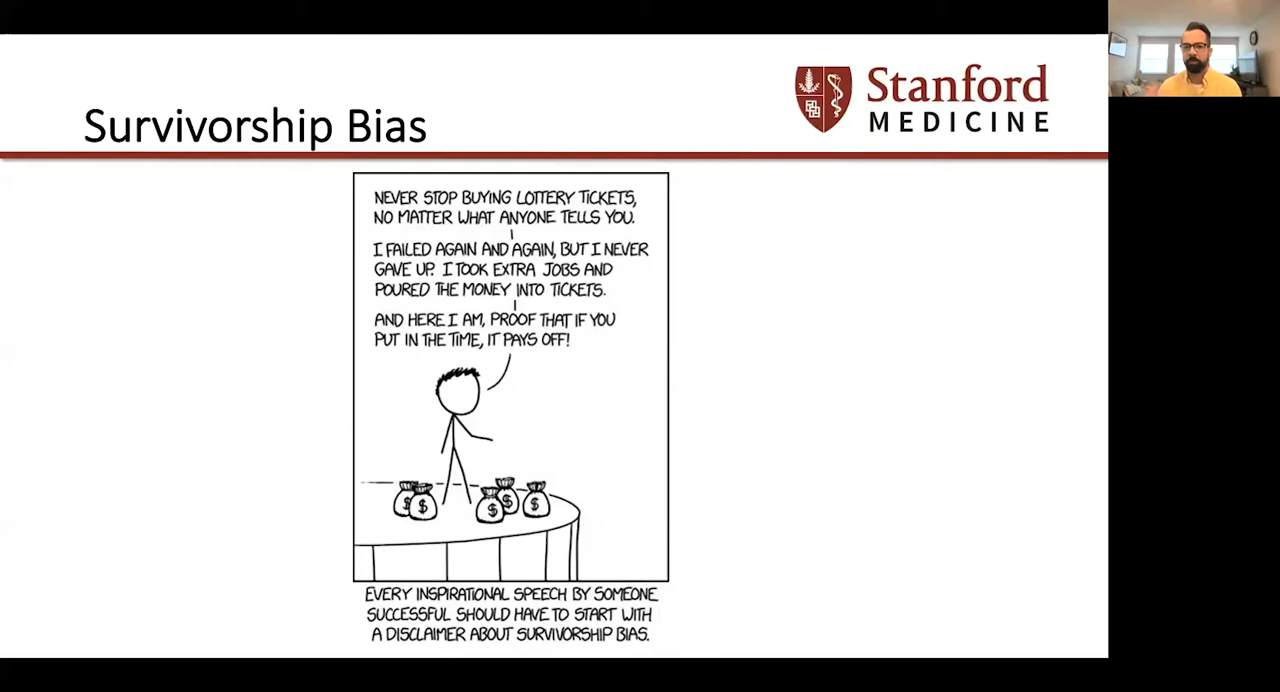 Survivorship Bias
Stanford
MEDICINE
NEVER STOP BUYING LOTTERY TICKETS,
NO MATTER WHAT ANYONE TELLS YOU.
I FAILED AGAIN AND AGAIN, BUT I NEVER
GAVE UP. I TOOK EXTRA JOBS AND
POURED THE MONEY INTO TICKETS.
AND HERE I AM, PROOF THAT IF YOU
PUT IN THE TIME, IT PAYS OFF!
$ $ $ $ $
EVERY INSPIRATIONAL SPEECH BY SOMEONE
SUCCESSFUL SHOULD HAVE TO START WITH
A DISCLAIMER ABOUT SURVIVORSHIP BIAS.